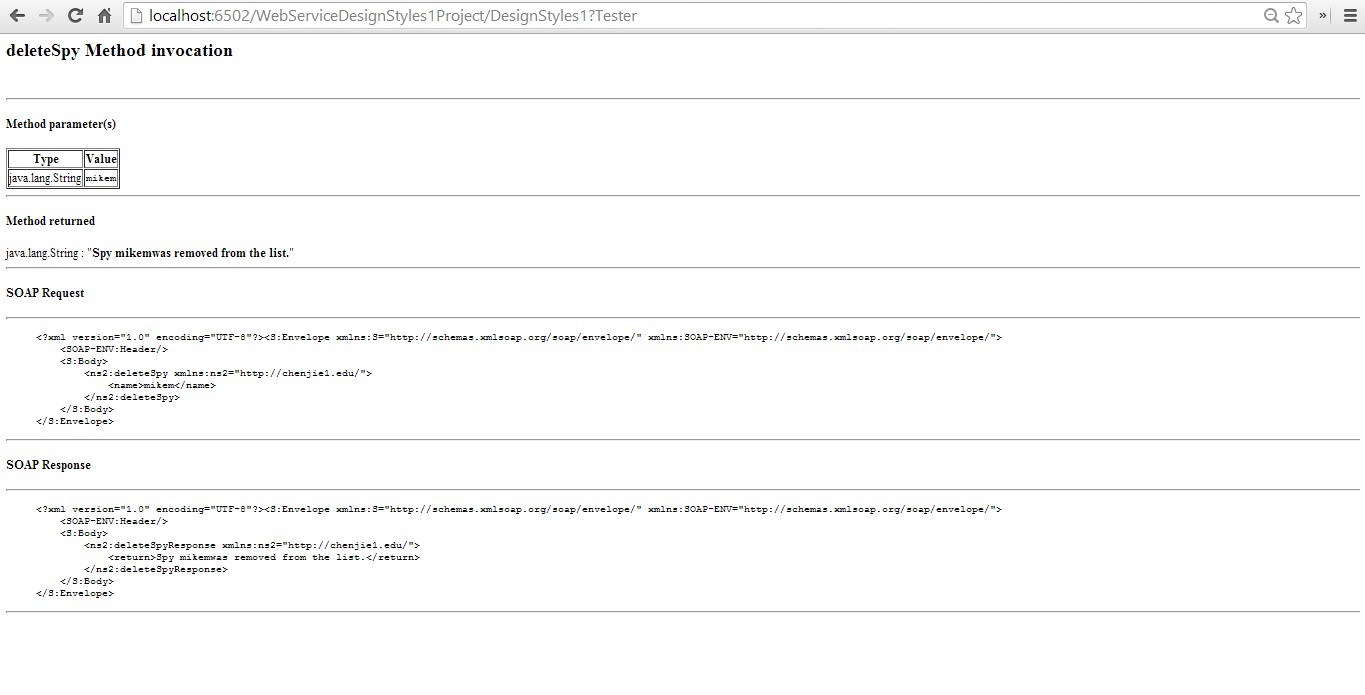 localhost:6502/WebServiceDesignStyles1Project/DesignStyles1?Tester
deleteSpy Method invocation
Method parameter(s)
Type Value
java.lang.String mikem
Method returned
java.lang.String : "Spy mikemwas removed from the list."
SOAP Request
<?xml version="1.0" encoding="UTF-8"?><S:Envelope xmlns:S="http://schemas.xmlsoap.org/soap/envelope/" xmlns:SOAP-ENV="http://schemas.xmlsoap.org/soap/envelope/">
<SOAP-ENV:Header/>
<S:Body>
<ns2:deleteSpy xmlns:ns2="http://chenjie1.edu/">
<name>mikem</name>
</ns2:deleteSpy>
</S:Body>
</S:Envelope>
SOAP Response
<?xml version="1.0" encoding="UTF-8"?><S:Envelope xmlns:S="http://schemas.xmlsoap.org/soap/envelope/" xmlns:SOAP-ENV="http://schemas.xmlsoap.org/soap/envelope/">
<SOAP-ENV:Header/>
<S:Body>
<ns2:deleteSpyResponse xmlns:ns2="http://chenjie1.edu/">
<return>Spy mikemwas removed from the list.</return>
</ns2:deleteSpyResponse>
</S:Body>
</S:Envelope>